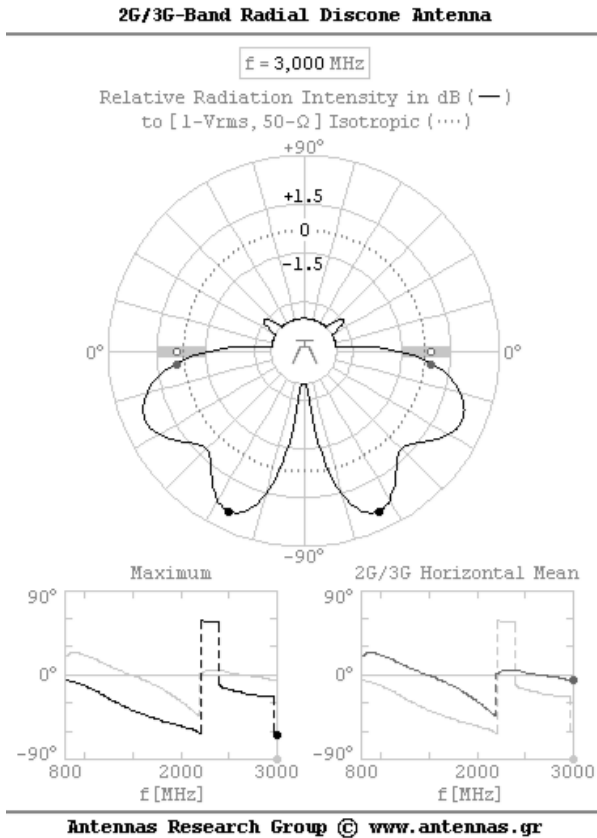 2G/3G-Band Radial Discone Antenna
f = 3,000 MHz
Relative Radiation Intensity in dB ( — )
to [ 1-Vrms, 50-Ω ] Isotropic ( ···· )
+90°
+1.5
0
-1.5
0° 0°
-90°
Maximum
90°
0°
-90°
800 2000 3000
f [MHz]
2G/3G Horizontal Mean
90°
0°
-90°
800 2000 3000
f [MHz]
Antennas Research Group © www.antennas.gr